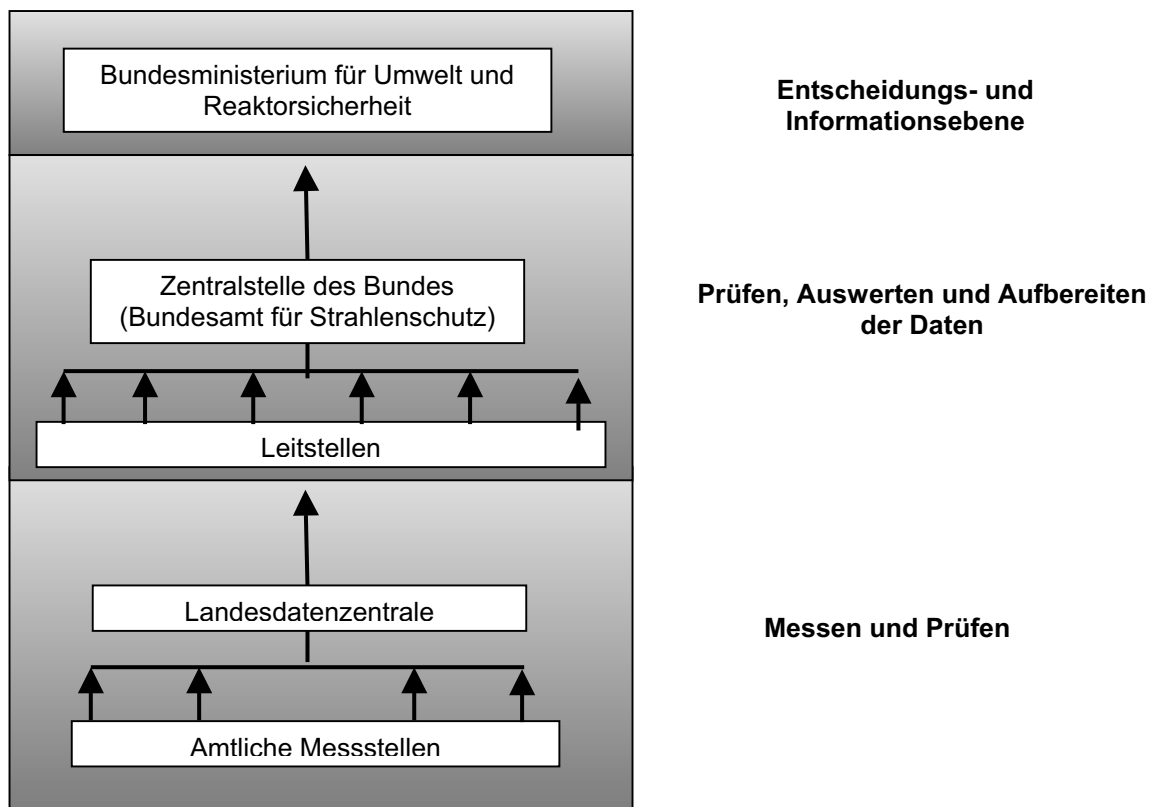 Bundesministerium für Umwelt und
Reaktorsicherheit
Entscheidungs- und
Informationsebene
Zentralstelle des Bundes
(Bundesamt für Strahlenschutz)
Prüfen, Auswerten und Aufbereiten
der Daten
Leitstellen
Landesdatenzentrale
Messen und Prüfen
Amtliche Messstellen